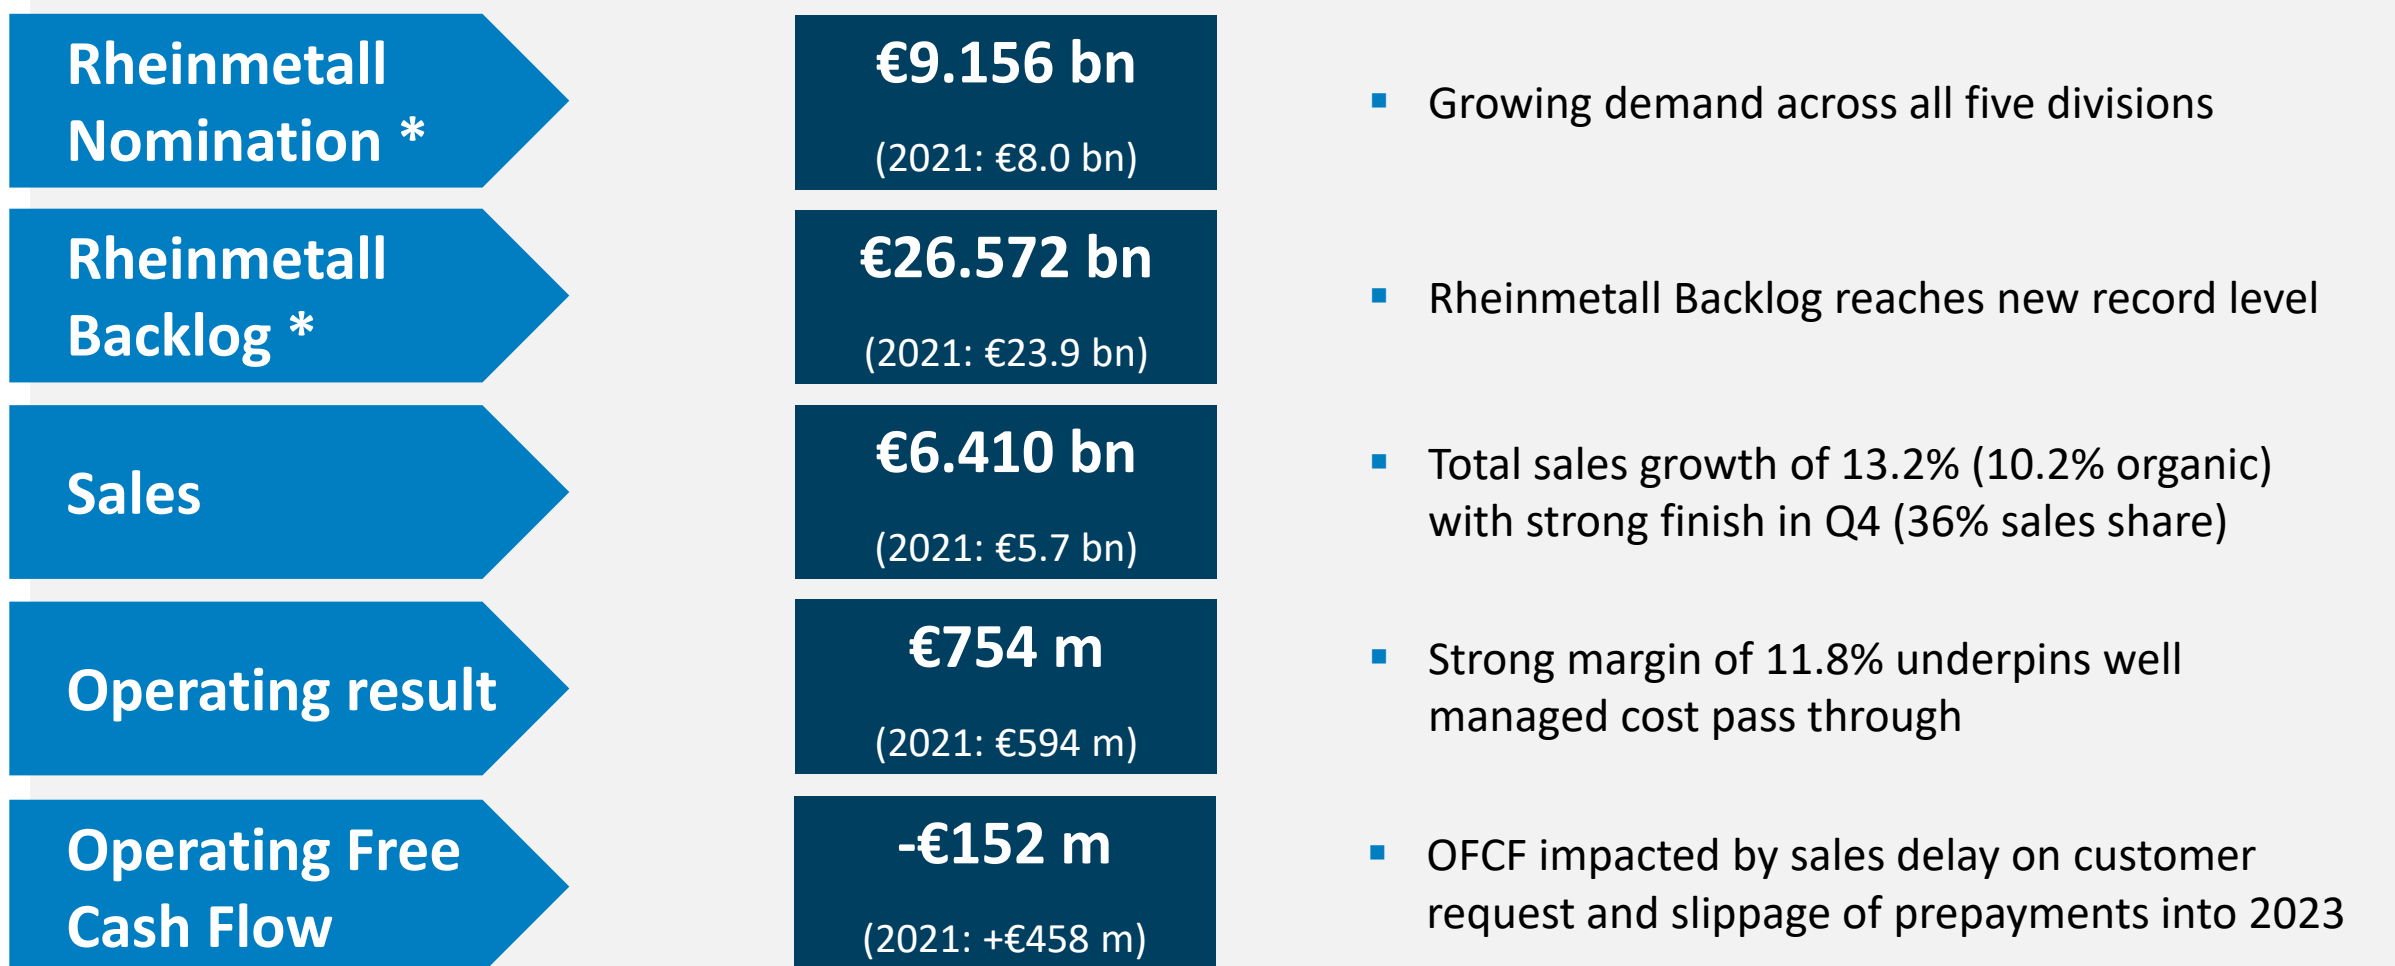 Rheinmetall
Nomination *
€9.156 bn
(2021: €8.0 bn)
▪ Growing demand across all five divisions
Rheinmetall
Backlog *
€26.572 bn
(2021: €23.9 bn)
▪ Rheinmetall Backlog reaches new record level
Sales
€6.410 bn
(2021: €5.7 bn)
▪ Total sales growth of 13.2% (10.2% organic)
with strong finish in Q4 (36% sales share)
Operating result
€754 m
(2021: €594 m)
▪ Strong margin of 11.8% underpins well
managed cost pass through
Operating Free
Cash Flow
-€152 m
(2021: +€458 m)
▪ OFCF impacted by sales delay on customer
request and slippage of prepayments into 2023